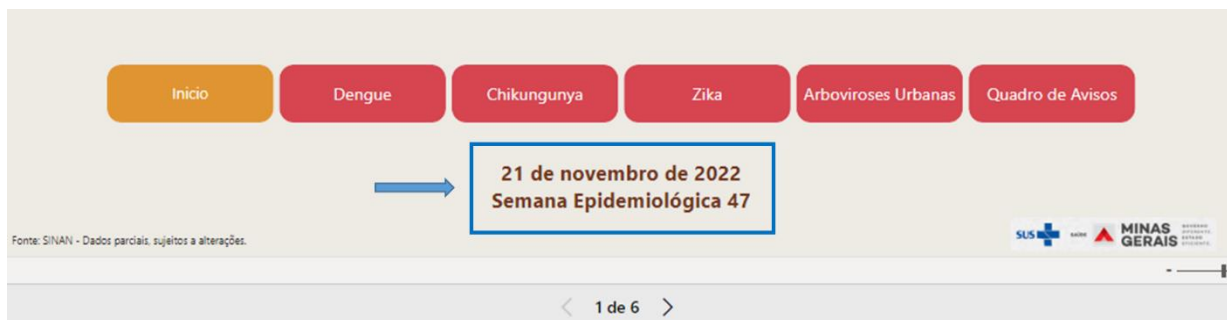 Inicio
Dengue
Chikungunya
Zika
Arboviroses Urbanas
Quadro de Avisos
21 de novembro de 2022
Semana Epidemiológica 47
Fonte: SINAN - Dados parciais, sujeitos a alterações.
SUS
MINAS
GERAIS
1 de 6